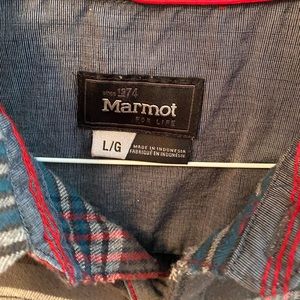 SINCE 1974
Marmot
FOR LIFE
L/G
MADE IN INDONESIA
FABRIQUÉ EN INDONÉSIE